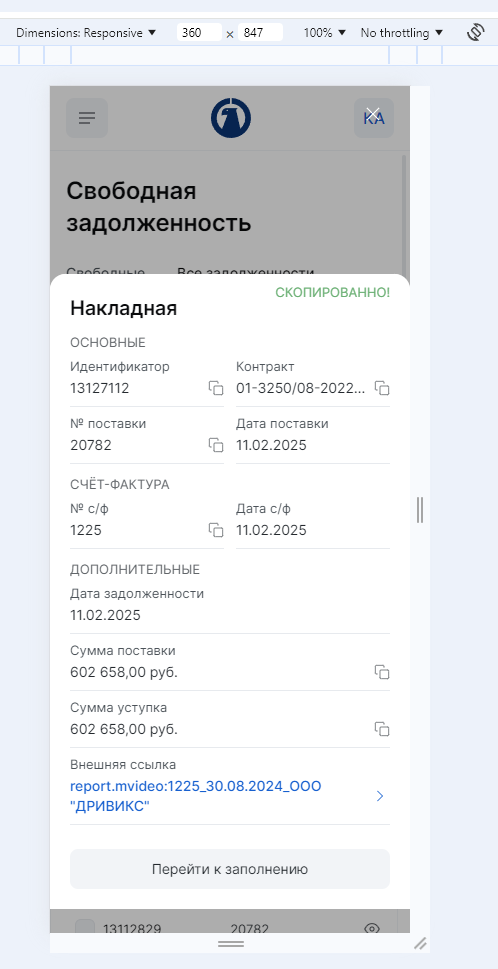 Dimensions: Responsive ▼ 360 × 847 100% ▼ No throttling ▼
KA
Свободная
задолженность
Свободные Все задолженности
СКОПИРОВАННО!
Накладная
ОСНОВНЫЕ
Идентификатор Контракт
13127112 01-3250/08-2022...
№ поставки Дата поставки
20782 11.02.2025
СЧЁТ-ФАКТУРА
№ с/ф Дата с/ф
1225 11.02.2025
ДОПОЛНИТЕЛЬНЫЕ
Дата задолженности
11.02.2025
Сумма поставки
602 658,00 руб.
Сумма уступка
602 658,00 руб.
Внешняя ссылка
report.mvideo:1225_30.08.2024_ООО
"ДРИВИКС"
Перейти к заполнению
13112829 20782